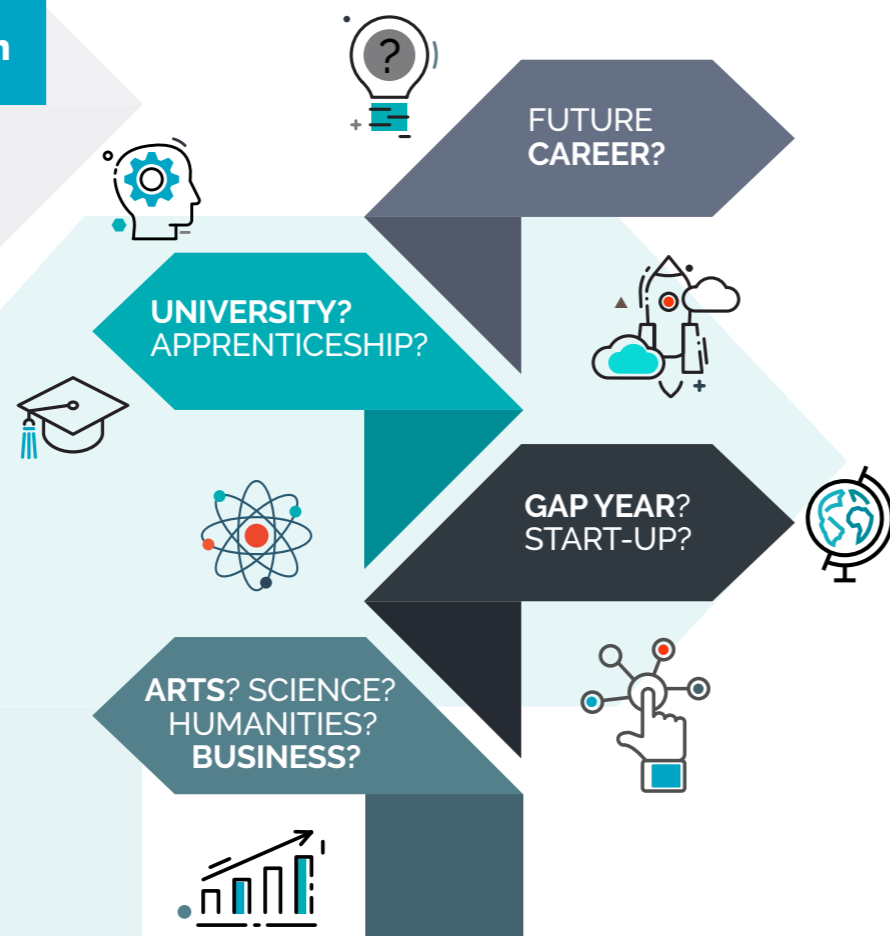 ?
FUTURE
CAREER?
UNIVERSITY?
APPRENTICESHIP?
GAP YEAR?
START-UP?
ARTS? SCIENCE?
HUMANITIES?
BUSINESS?